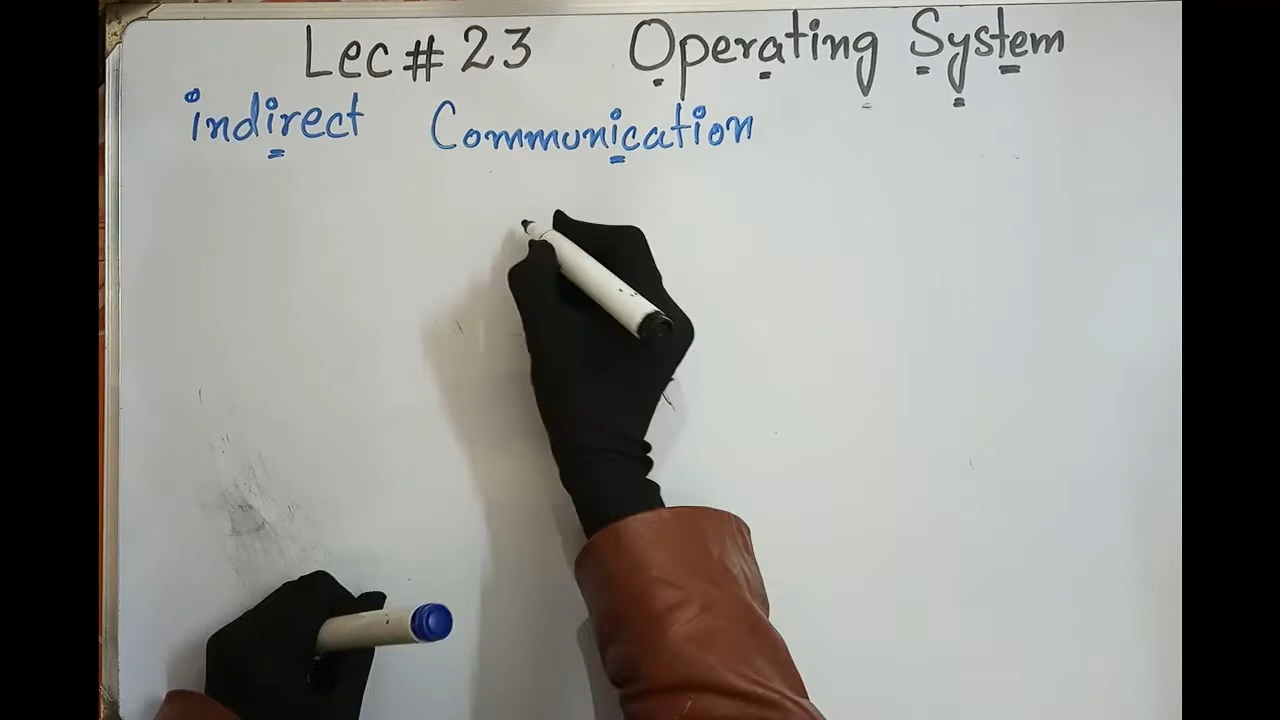 Lec # 23 Operating System
indirect Communication